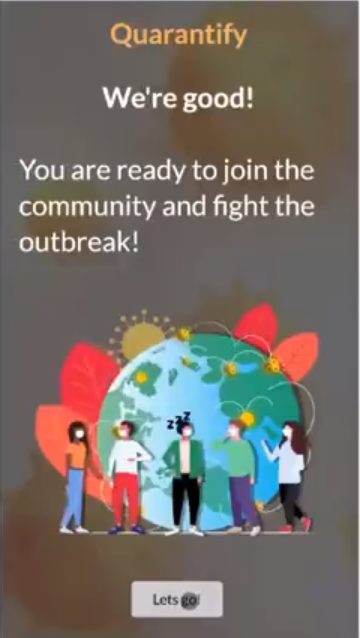 Quarantify
We're good!
You are ready to join the
community and fight the
outbreak!
zzZ
Lets go!